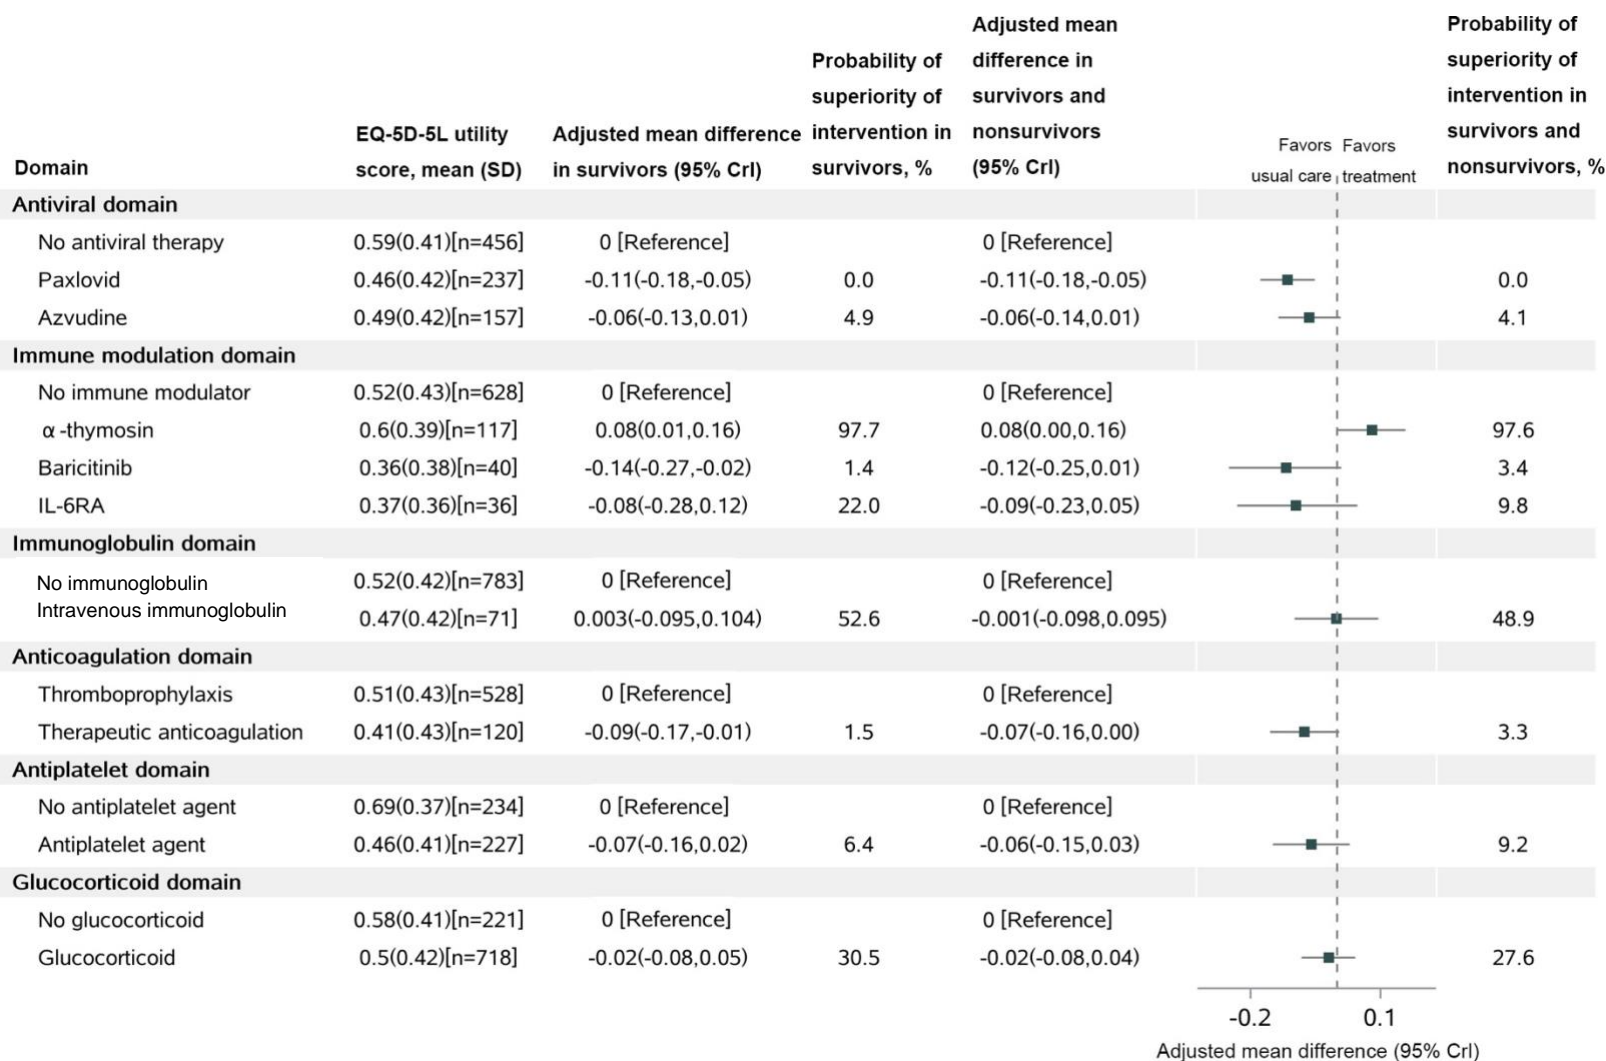 Domain
EQ-5D-5L utility
score, mean (SD)
Adjusted mean difference
in survivors (95% Crl)
Probability of
superiority of
intervention in
survivors, %
Adjusted mean
difference in
survivors and
nonsurvivors
(95% Crl)
Favors Favors
usual care treatment
Probability of
superiority of
intervention in
survivors and
nonsurvivors, %
Antiviral domain
No antiviral therapy 0.59(0.41)[n=456] 0 [Reference] 0 [Reference]
Paxlovid 0.46(0.42)[n=237] -0.11(-0.18,-0.05) 0.0 -0.11(-0.18,-0.05) 0.0
Azvudine 0.49(0.42)[n=157] -0.06(-0.13,0.01) 4.9 -0.06(-0.14,0.01) 4.1
Immune modulation domain
No immune modulator 0.52(0.43)[n=628] 0 [Reference] 0 [Reference]
α-thymosin 0.6(0.39)[n=117] 0.08(0.01,0.16) 97.7 0.08(0.00,0.16) 97.6
Baricitinib 0.36(0.38)[n=40] -0.14(-0.27,-0.02) 1.4 -0.12(-0.25,0.01) 3.4
IL-6RA 0.37(0.36)[n=36] -0.08(-0.28,0.12) 22.0 -0.09(-0.23,0.05) 9.8
Immunoglobulin domain
No immunoglobulin 0.52(0.42)[n=783] 0 [Reference] 0 [Reference]
Intravenous immunoglobulin 0.47(0.42)[n=71] 0.003(-0.095,0.104) 52.6 -0.001(-0.098,0.095) 48.9
Anticoagulation domain
Thromboprophylaxis 0.51(0.43)[n=528] 0 [Reference] 0 [Reference]
Therapeutic anticoagulation 0.41(0.43)[n=120] -0.09(-0.17,-0.01) 1.5 -0.07(-0.16,0.00) 3.3
Antiplatelet domain
No antiplatelet agent 0.69(0.37)[n=234] 0 [Reference] 0 [Reference]
Antiplatelet agent 0.46(0.41)[n=227] -0.07(-0.16,0.02) 6.4 -0.06(-0.15,0.03) 9.2
Glucocorticoid domain
No glucocorticoid 0.58(0.41)[n=221] 0 [Reference] 0 [Reference]
Glucocorticoid 0.5(0.42)[n=718] -0.02(-0.08,0.05) 30.5 -0.02(-0.08,0.04) 27.6
-0.2 0.1
Adjusted mean difference (95% Crl)